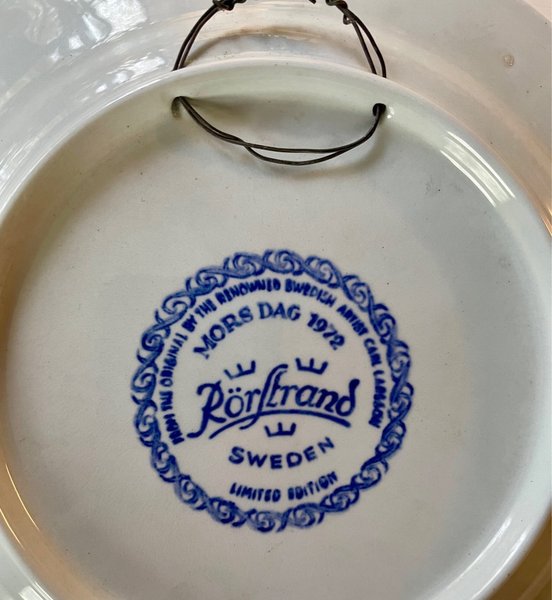 FROM THE ORIGINAL BY THE RENOWNED SWEDISH ARTIST CARL LARSSON
MORS DAG 1972
Rörstrand
SWEDEN
LIMITED EDITION